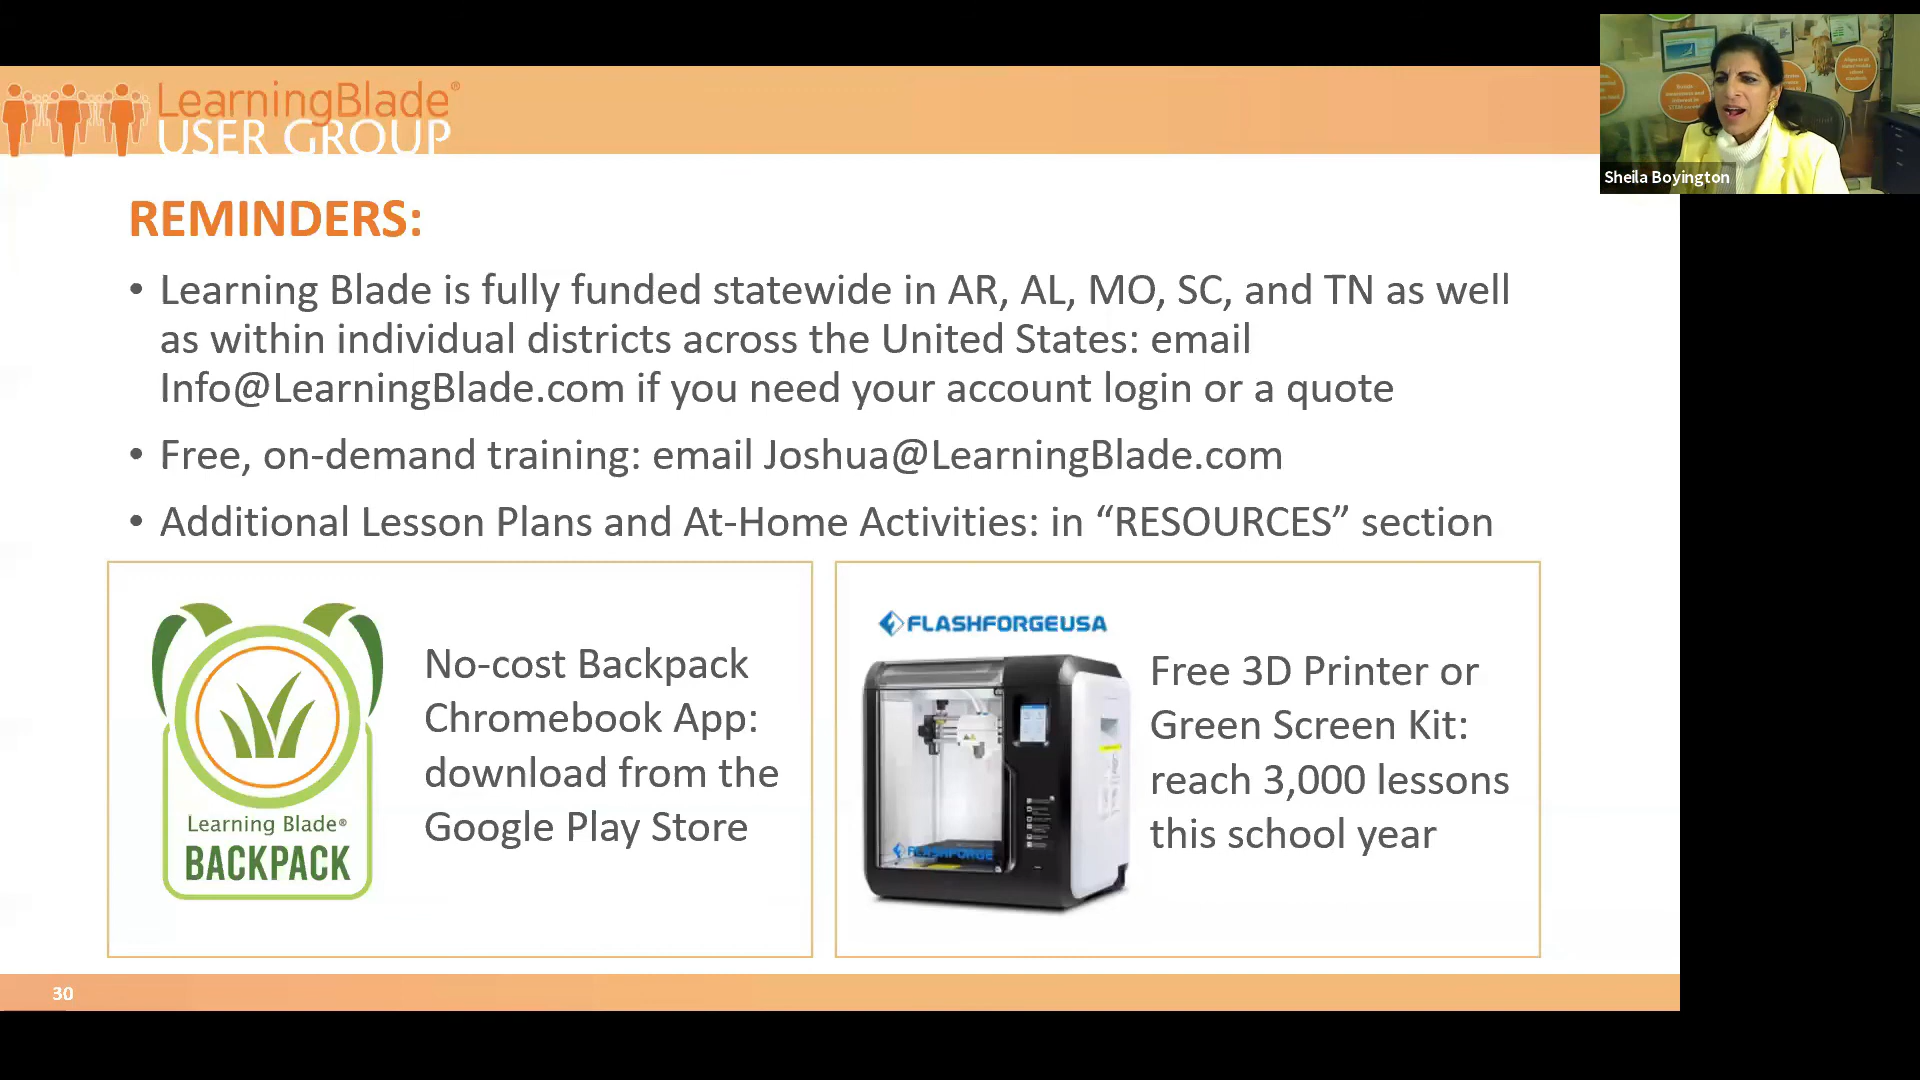 LearningBlade®
USER GROUP
Sheila Boyington
REMINDERS:
• Learning Blade is fully funded statewide in AR, AL, MO, SC, and TN as well
as within individual districts across the United States: email
Info@LearningBlade.com if you need your account login or a quote
• Free, on-demand training: email Joshua@LearningBlade.com
• Additional Lesson Plans and At-Home Activities: in “RESOURCES” section
No-cost Backpack
Chromebook App:
download from the
Google Play Store
Learning Blade®
BACKPACK
FLASHFORGEUSA
Free 3D Printer or
Green Screen Kit:
reach 3,000 lessons
this school year
FLASHFORGE
30